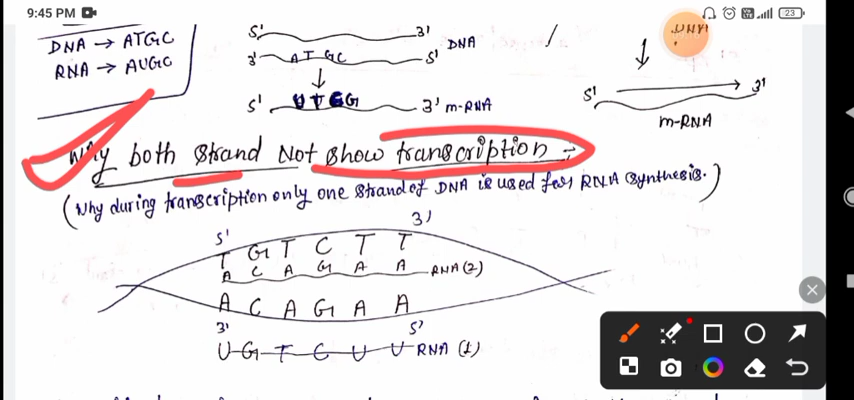 9:45 PM
23
DNA → ATGC
RNA → AUGC
5' 3' DNA
3' ATGC 5'
5' 3' m-RNA
5' 3'
m-RNA
Why both strand Not show transcription :-
(Why during transcription only one strand of DNA is used for RNA synthesis.)
5' 3'
T G T C T T
A C A G A A RNA(2)
A C A G A A
3' 5'
U G T C U U RNA (1)